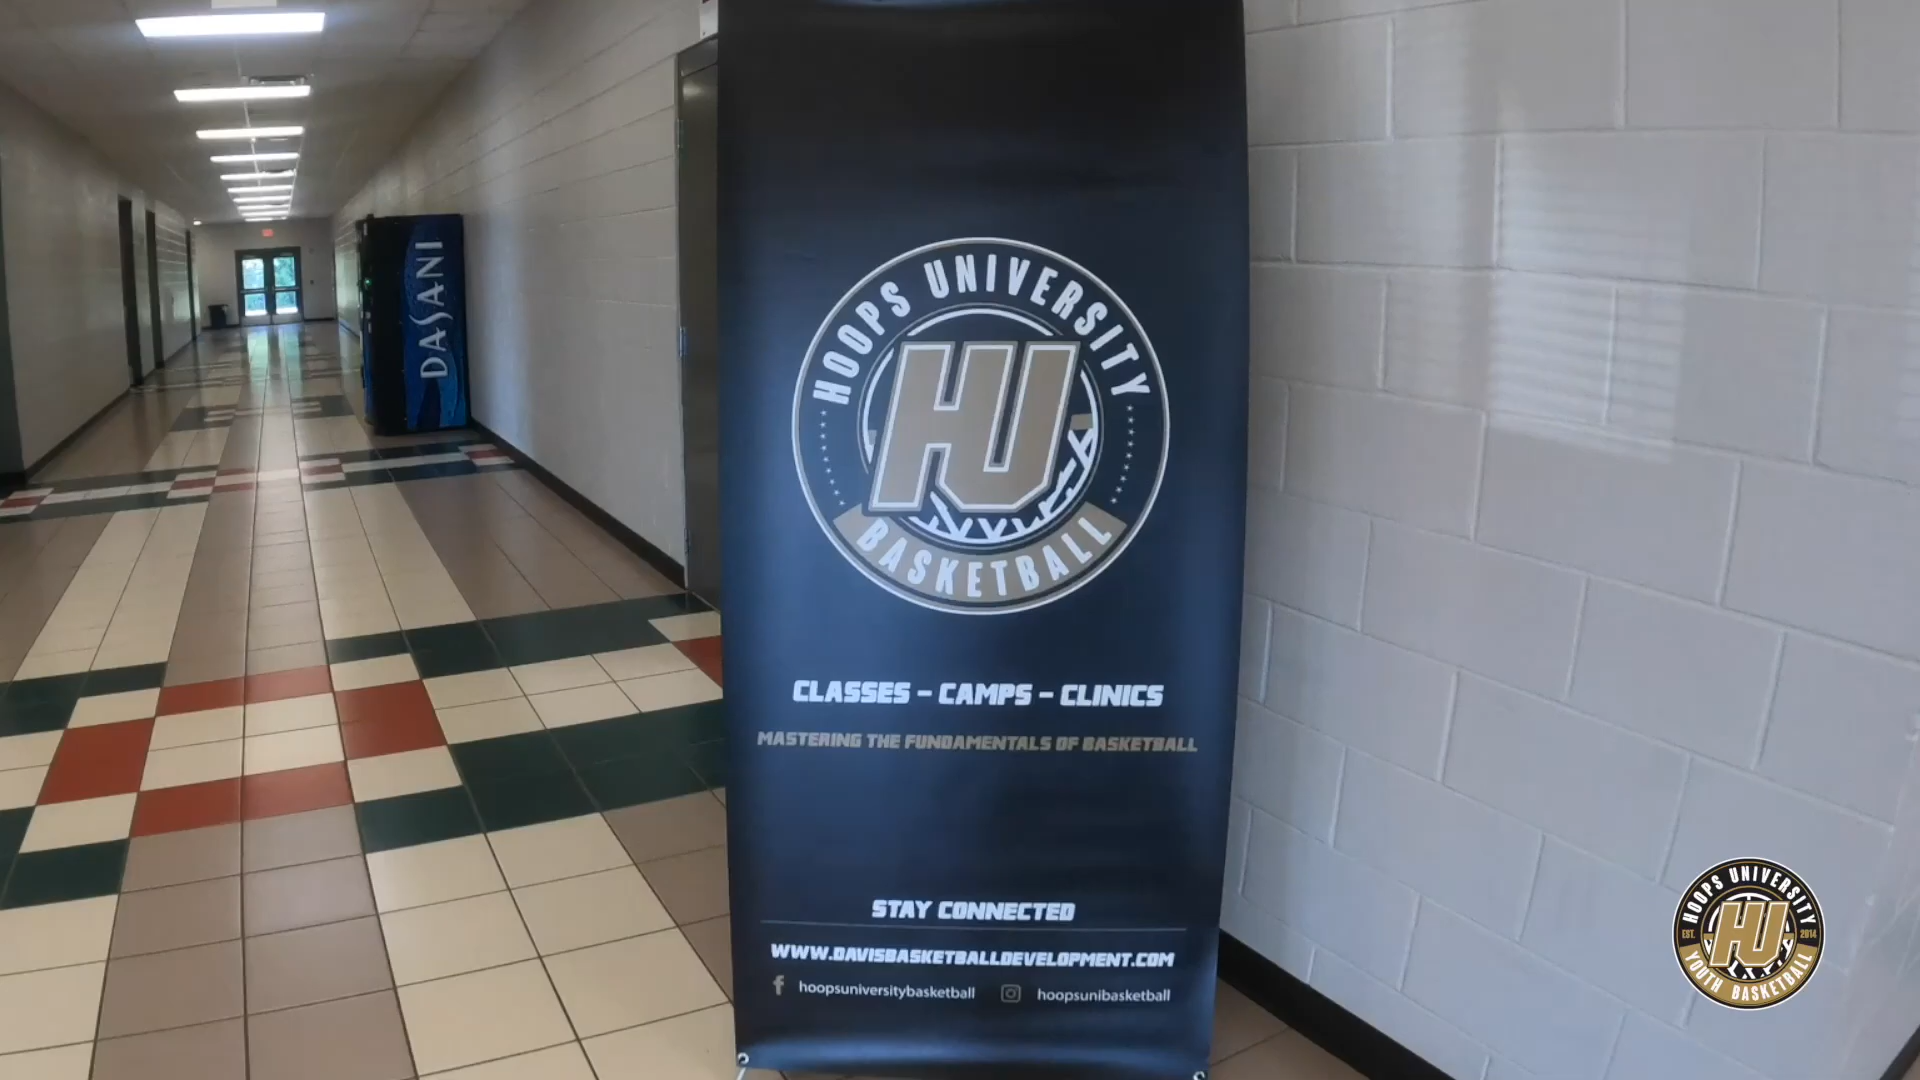 DASANI
HOOPS UNIVERSITY
HU
BASKETBALL
CLASSES - CAMPS - CLINICS
MASTERING THE FUNDAMENTALS OF BASKETBALL
STAY CONNECTED
WWW.DAVISBASKETBALLDEVELOPMENT.COM
hoopsuniversitybasketball hoopsunibasketball
HOOPS UNIVERSITY
EST. 2014
HU
YOUTH BASKETBALL